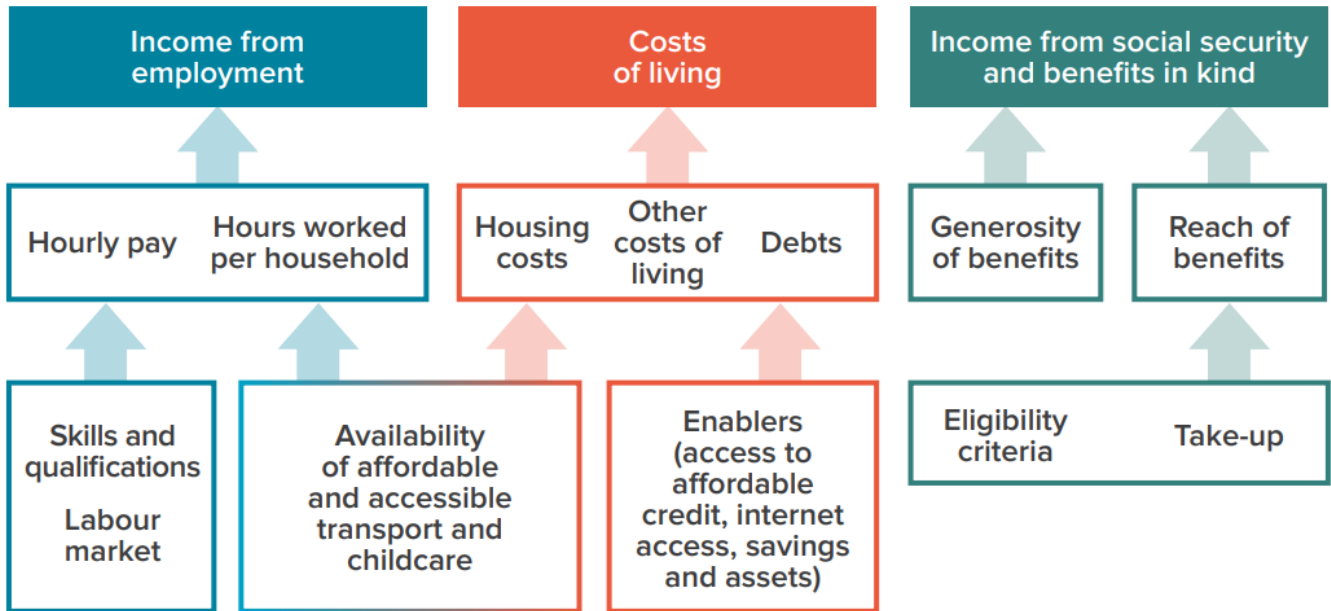 Income from
employment
Costs
of living
Income from social security
and benefits in kind
Hourly pay
Hours worked
per household
Housing
costs
Other
costs of
living
Debts
Generosity
of benefits
Reach of
benefits
Skills and
qualifications
Labour
market
Availability
of affordable
and accessible
transport and
childcare
Enablers
(access to
affordable
credit, internet
access, savings
and assets)
Eligibility
criteria
Take-up